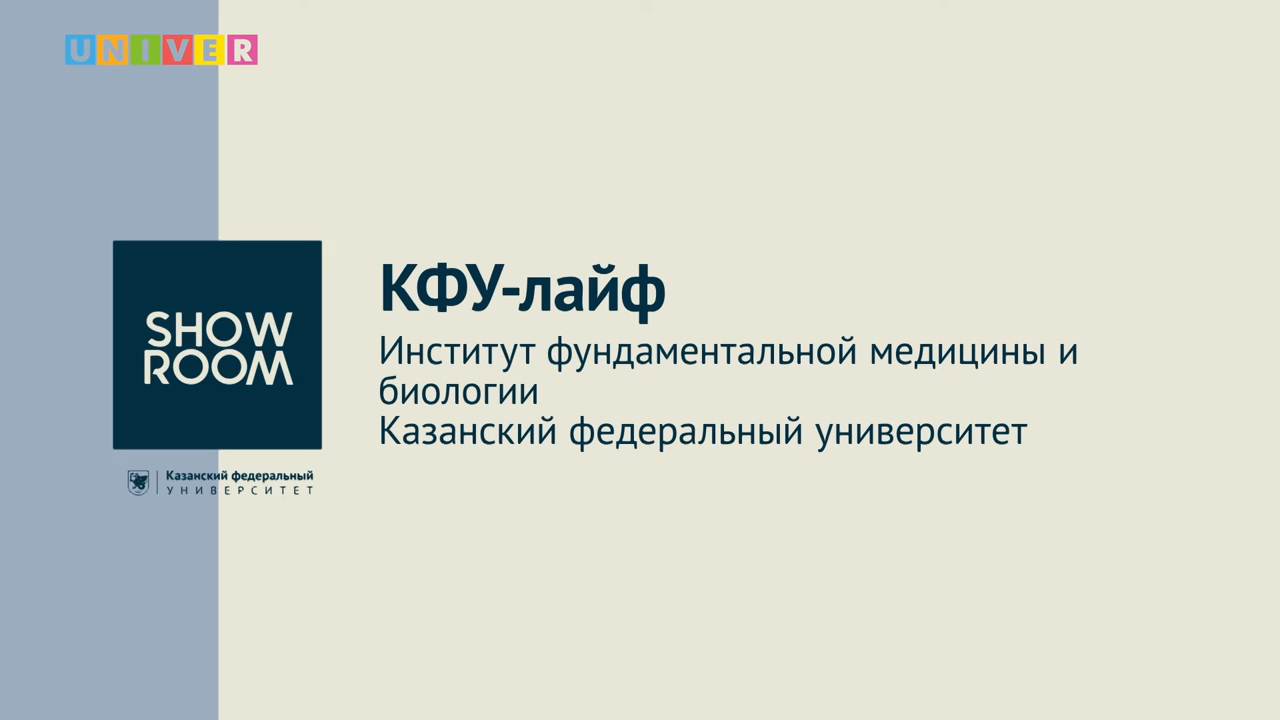 UNIVER
SHOW
ROOM
КФУ-лайф
Институт фундаментальной медицины и
биологии
Казанский федеральный университет
Казанский федеральный
УНИВЕРСИТЕТ